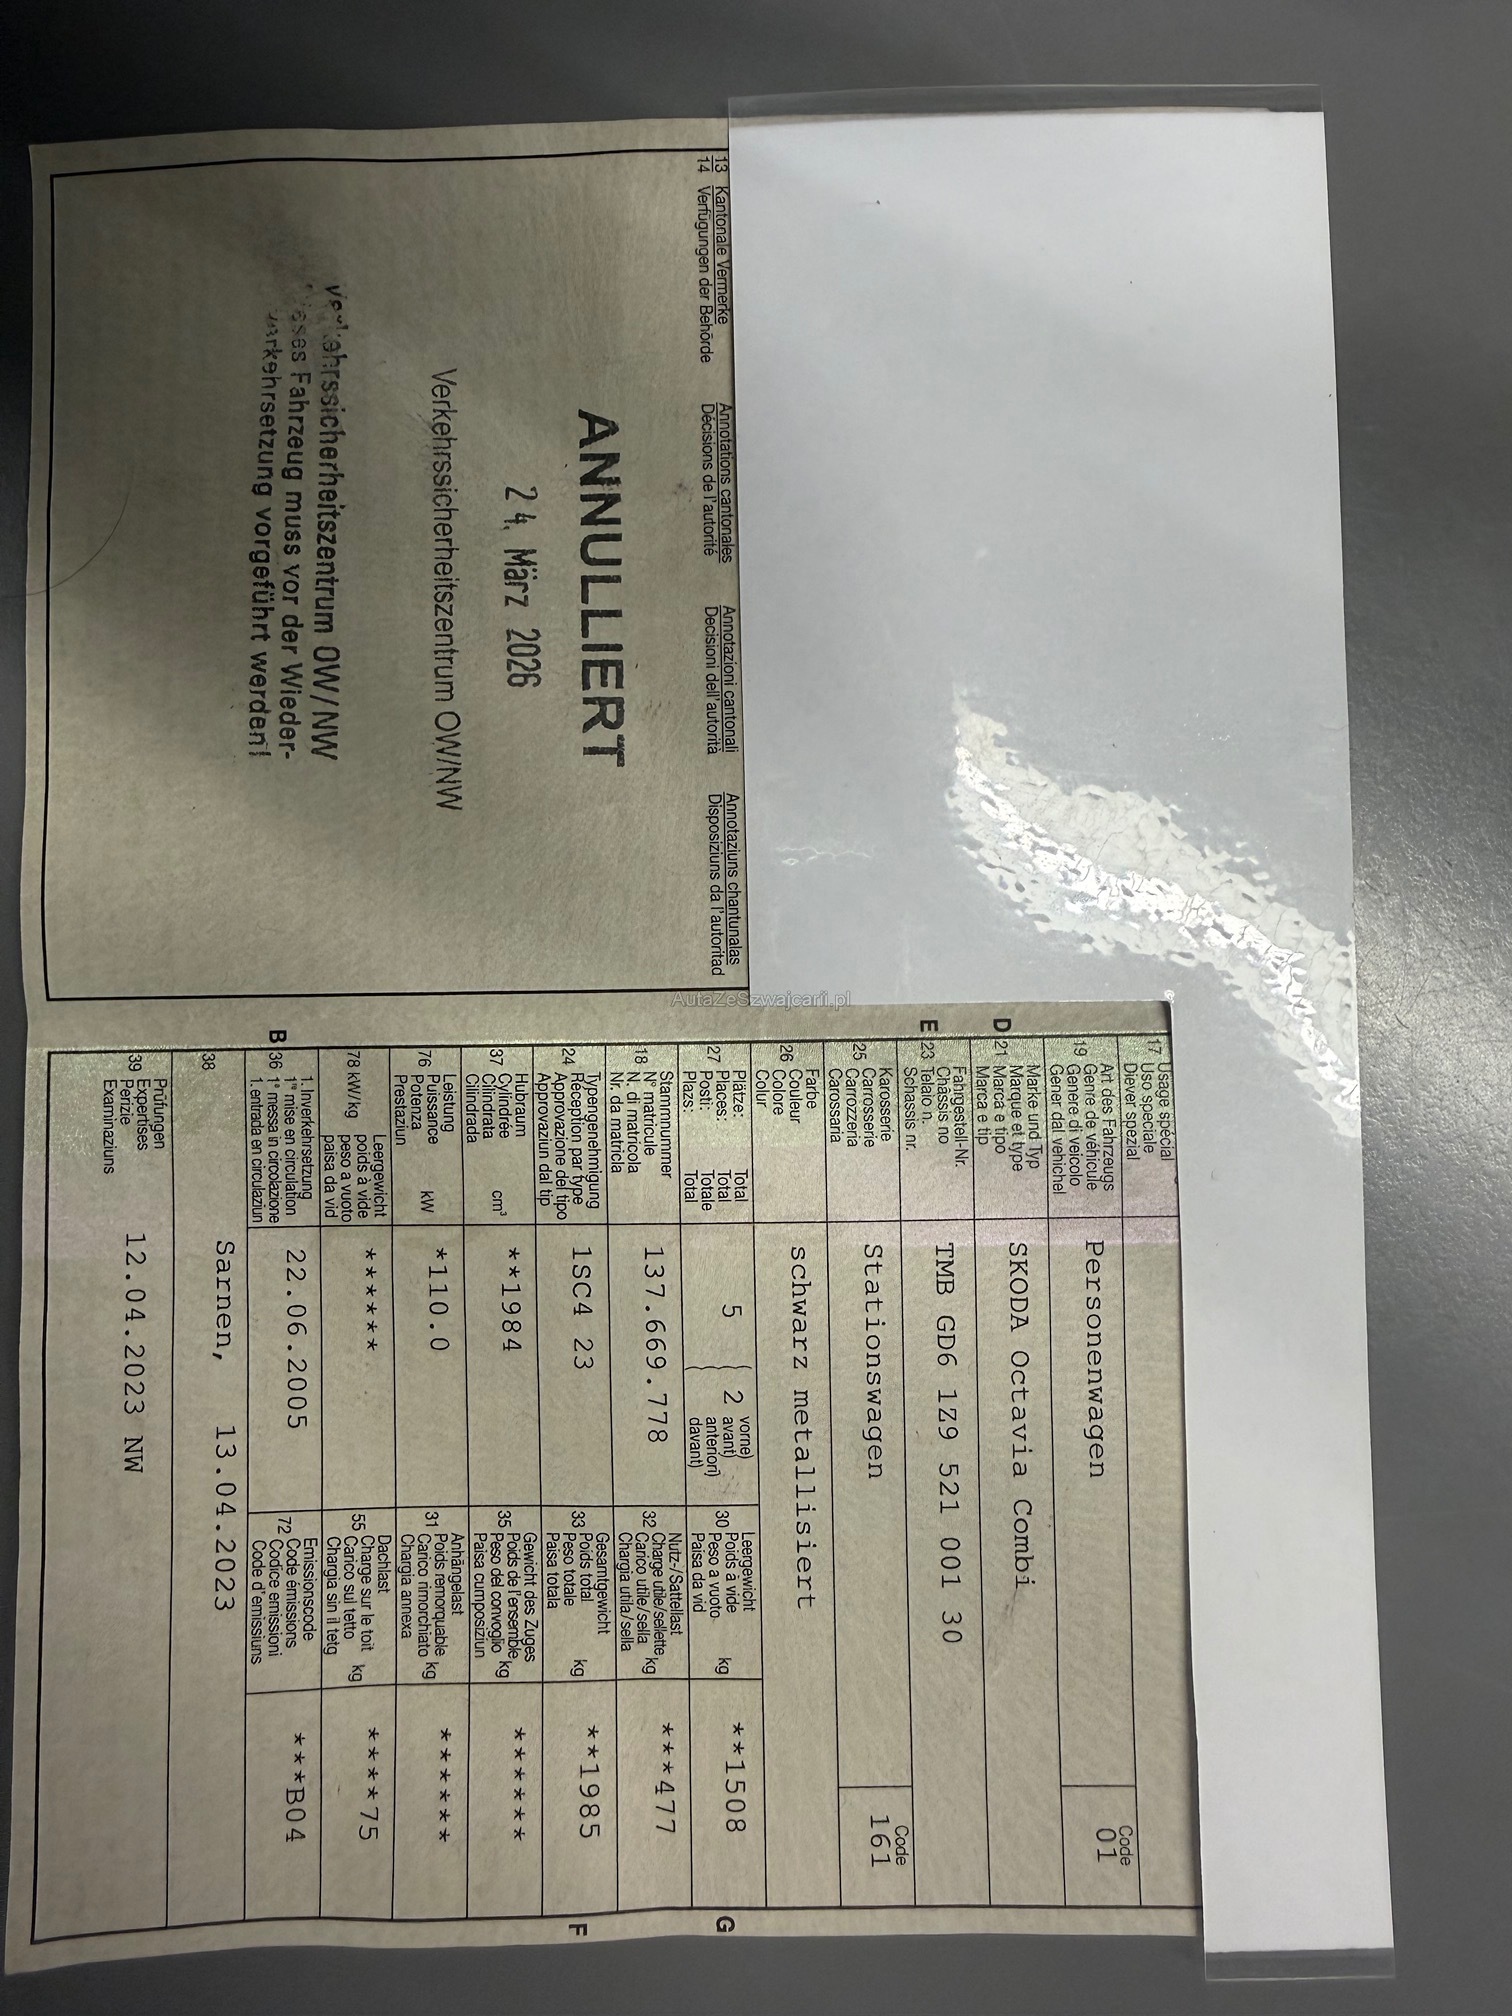 13 Kantonale Vermerke Annotations cantonales Annotazioni cantonali Annotaziuns chantunalas
14 Verfügungen der Behörde Décisions de l'autorité Decisioni dell'autorità Disposiziuns da l'autoritad
ANNULLIERT
24. März 2026
Verkehrssicherheitszentrum OW/NW
Verkehrssicherheitszentrum OW/NW
Fahrzeug muss vor der Wieder-
verkehrsetzung vorgeführt werden!
AutaZeSzwajcarii.pl
17 Usage spécial
Uso speciale
Diever spezial
Art des Fahrzeugs
19 Genre de véhicule
Genere di veicolo
Gener dal vehichel
Personenwagen
Code
01
D 21 Marke und Typ
Marque et type
Marca e tipo
Marca e tip
SKODA Octavia Combi
E 23 Fahrgestell-Nr.
Châssis no
Telaio n.
Schassis nr.
TMB GD6 1Z9 521 001 30
25 Karosserie
Carosserie
Carrozzeria
Carossaria
Stationswagen
Code
161
26 Farbe
Couleur
Colore
Colur
schwarz metallisiert
27 Plätze: Total
Places: Total
Posti: Totale
Plazs: Total
5
2
vorne)
avant)
anteriori)
davant)
30 Leergewicht
Poids à vide
Peso a vuoto
Paisa da vid
kg
**1508
G
18 Stammnummer
N° matricule
N. di matricola
Nr. da matricla
137.669.778
32 Nutz-/Sattellast
Charge utile/sellette
Carico utile/sella
Chargia utila/sella
kg
***477
24 Typengenehmigung
Réception par type
Approvazione del tipo
Approvaziun dal tip
1SC4 23
33 Gesamtgewicht
Poids total
Peso totale
Paisa totala
kg
**1985
F
37 Hubraum
Cylindrée
Cilindrata
Cilindrada
cm³
**1984
35 Gewicht des Zuges
Poids de l'ensemble
Peso del convoglio
Paisa cumposiziun
kg
******
76 Leistung
Puissance
Potenza
Prestaziun
kW
*110.0
31 Anhängelast
Poids remorquable
Carico rimorchiato
Chargia annexa
kg
******
78 kW/kg
Leergewicht
poids à vide
peso a vuoto
paisa da vid
******
55 Dachlast
Charge sur le toit
Carico sul tetto
Chargia sin il tetg
kg
****75
B 36 1. Inverkehrsetzung
1re mise en circulation
1a messa in circolazione
1. entrada en circulaziun
22.06.2005
72 Emissionscode
Code émissions
Codice emissioni
Code d'emissiuns
***B04
38
Sarnen, 13.04.2023
39 Prüfungen
Expertises
Perizie
Examinaziuns
12.04.2023 NW